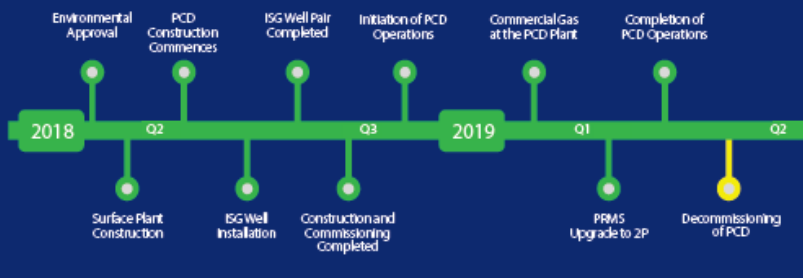 Environmental
Approval
PCD
Construction
Commences
ISG Well Pair
Completed
Initiation of PCD
Operations
Commercial Gas
at the PCD Plant
Completion of
PCD Operations
2018
Q2
Q3
2019
Q1
Q2
Surface Plant
Construction
ISG Well
Installation
Construction and
Commissioning
Completed
PRMS
Upgrade to 2P
Decommissioning
of PCD